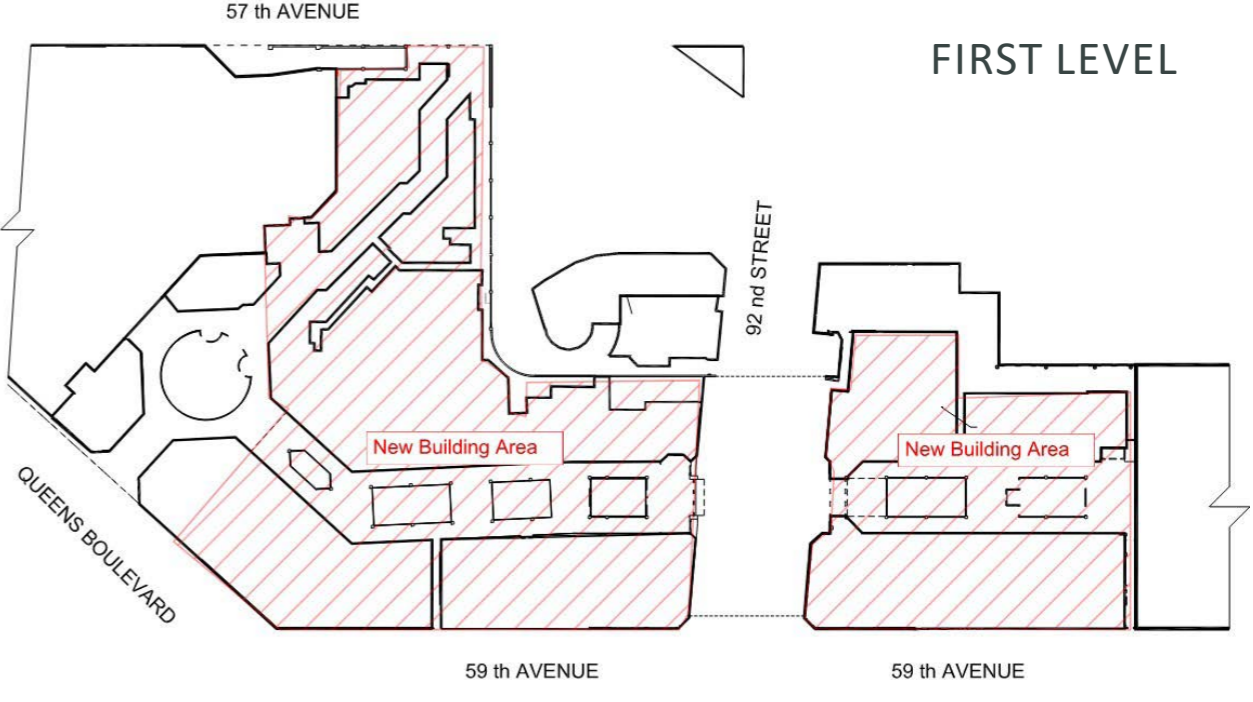 57 th AVENUE
FIRST LEVEL
92 nd STREET
New Building Area
New Building Area
QUEENS BOULEVARD
59 th AVENUE
59 th AVENUE